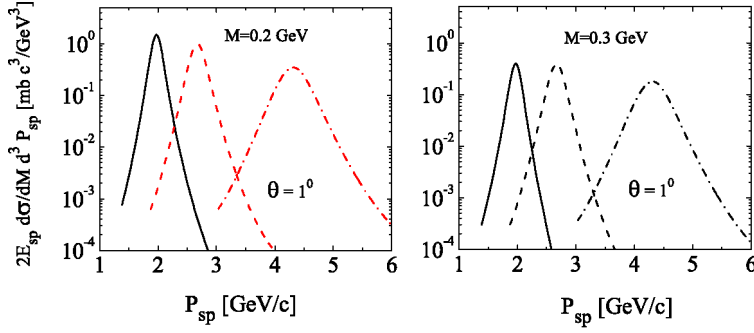 2E_sp dσ/dM d³ P_sp [mb c³/GeV³]
M=0.2 GeV
10⁰
10⁻¹
10⁻²
10⁻³
10⁻⁴
θ = 1⁰
1 2 3 4 5 6
P_sp [GeV/c]
M=0.3 GeV
10⁰
10⁻¹
10⁻²
10⁻³
10⁻⁴
θ = 1⁰
1 2 3 4 5 6
P_sp [GeV/c]